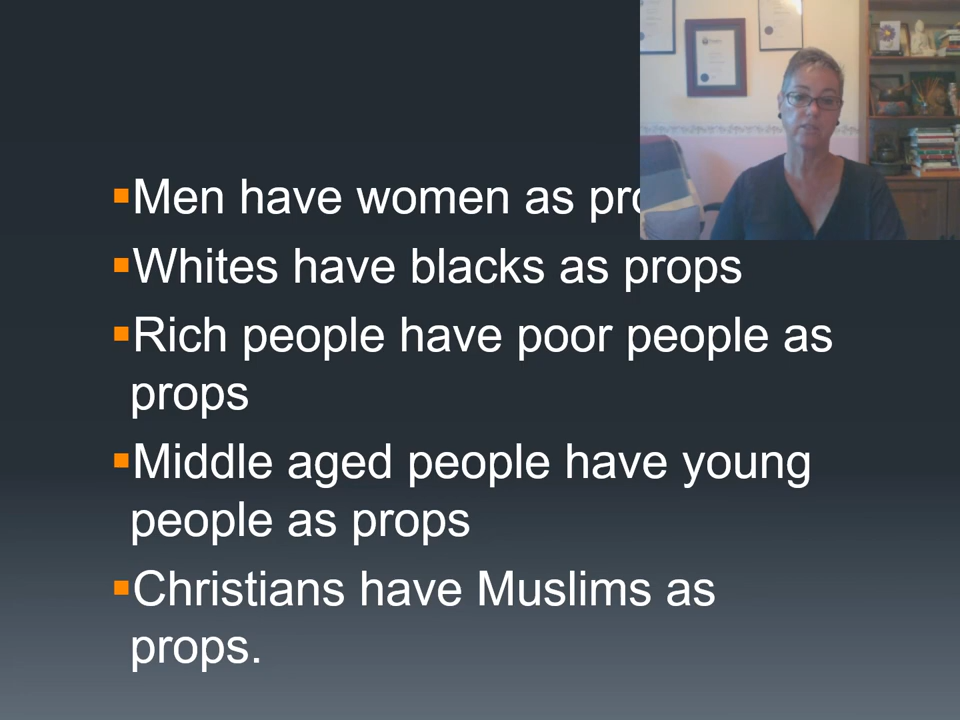 Men have women as
Whites have blacks as props
Rich people have poor people as
props
Middle aged people have young
people as props
Christians have Muslims as
props.